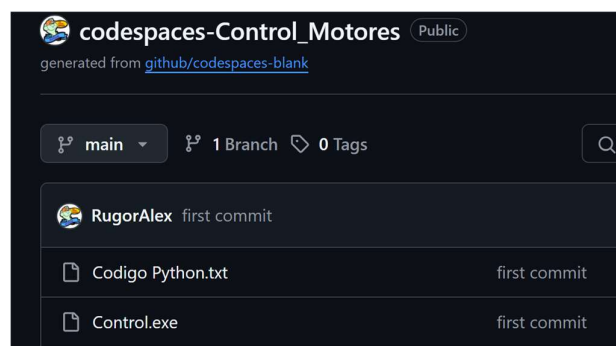 codespaces-Control_Motores Public
generated from github/codespaces-blank
main 1 Branch 0 Tags
RugorAlex first commit
Codigo Python.txt first commit
Control.exe first commit